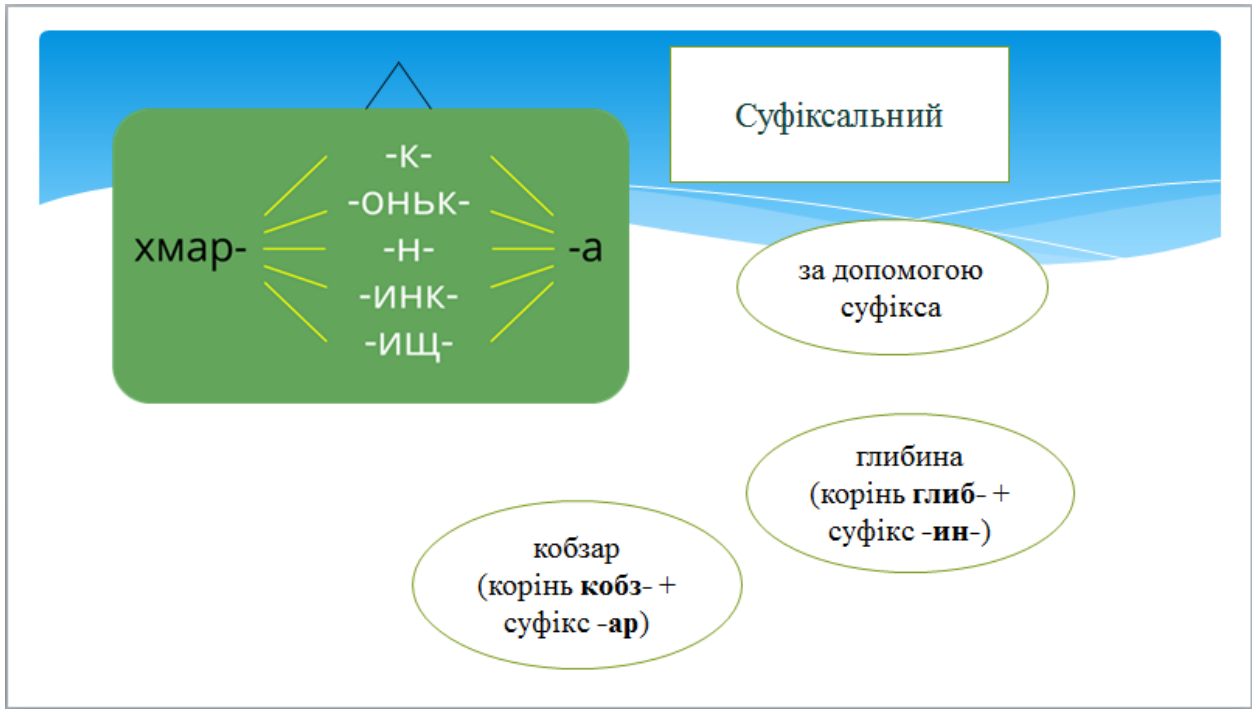 Суфіксальний
хмар-
-к-
-оньк-
-н-
-инк-
-ищ-
-а
за допомогою
суфікса
глибина
(корінь глиб- +
суфікс -ин-)
кобзар
(корінь кобз- +
суфікс -ар)